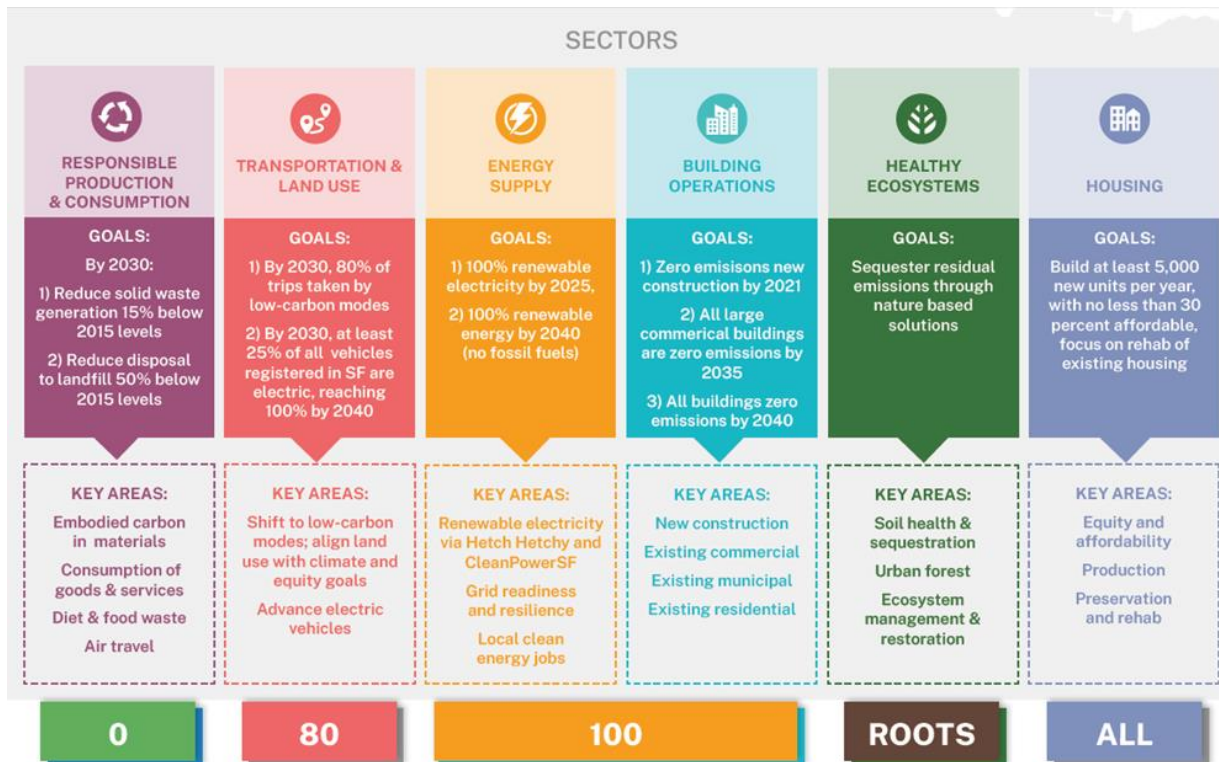 SECTORS
RESPONSIBLE
PRODUCTION
& CONSUMPTION
GOALS:
By 2030:
1) Reduce solid waste
generation 15% below
2015 levels
2) Reduce disposal
to landfill 50% below
2015 levels
KEY AREAS:
Embodied carbon
in materials
Consumption of
goods & services
Diet & food waste
Air travel
0
TRANSPORTATION &
LAND USE
GOALS:
1) By 2030, 80% of
trips taken by
low-carbon modes
2) By 2030, at least
25% of all vehicles
registered in SF are
electric, reaching
100% by 2040
KEY AREAS:
Shift to low-carbon
modes; align land
use with climate and
equity goals
Advance electric
vehicles
80
ENERGY
SUPPLY
GOALS:
1) 100% renewable
electricity by 2025,
2) 100% renewable
energy by 2040
(no fossil fuels)
KEY AREAS:
Renewable electricity
via Hetch Hetchy and
CleanPowerSF
Grid readiness
and resilience
Local clean
energy jobs
BUILDING
OPERATIONS
GOALS:
1) Zero emisisons new
construction by 2021
2) All large
commerical buildings
are zero emissions by
2035
3) All buildings zero
emissions by 2040
KEY AREAS:
New construction
Existing commercial
Existing municipal
Existing residential
100
HEALTHY
ECOSYSTEMS
GOALS:
Sequester residual
emissions through
nature based
solutions
KEY AREAS:
Soil health &
sequestration
Urban forest
Ecosystem
management &
restoration
ROOTS
HOUSING
GOALS:
Build at least 5,000
new units per year,
with no less than 30
percent affordable,
focus on rehab of
existing housing
KEY AREAS:
Equity and
affordability
Production
Preservation
and rehab
ALL